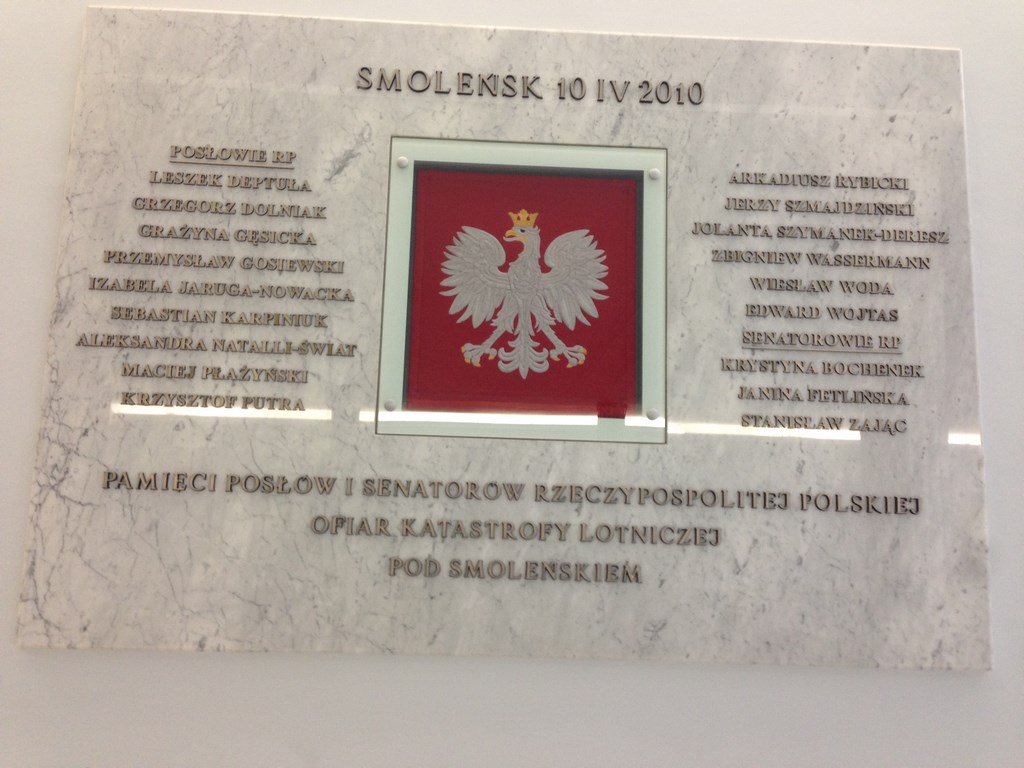 SMOLEŃSK 10 IV 2010
POSŁOWIE RP
LESZEK DEPTUŁA
GRZEGORZ DOLNIAK
GRAŻYNA GĘSICKA
PRZEMYSŁAW GOSIEWSKI
IZABELA JARUGA-NOWACKA
SEBASTIAN KARPINIUK
ALEKSANDRA NATALLI-ŚWIAT
MACIEJ PŁAŻYŃSKI
KRZYSZTOF PUTRA
ARKADIUSZ RYBICKI
JERZY SZMAJDZIŃSKI
JOLANTA SZYMANEK-DERESZ
ZBIGNIEW WASSERMANN
WIESŁAW WODA
EDWARD WOJTAS
SENATOROWIE RP
KRYSTYNA BOCHENEK
JANINA FETLIŃSKA
STANISŁAW ZAJĄC
PAMIĘCI POSŁÓW I SENATORÓW RZECZYPOSPOLITEJ POLSKIEJ
OFIAR KATASTROFY LOTNICZEJ
POD SMOLEŃSKIEM